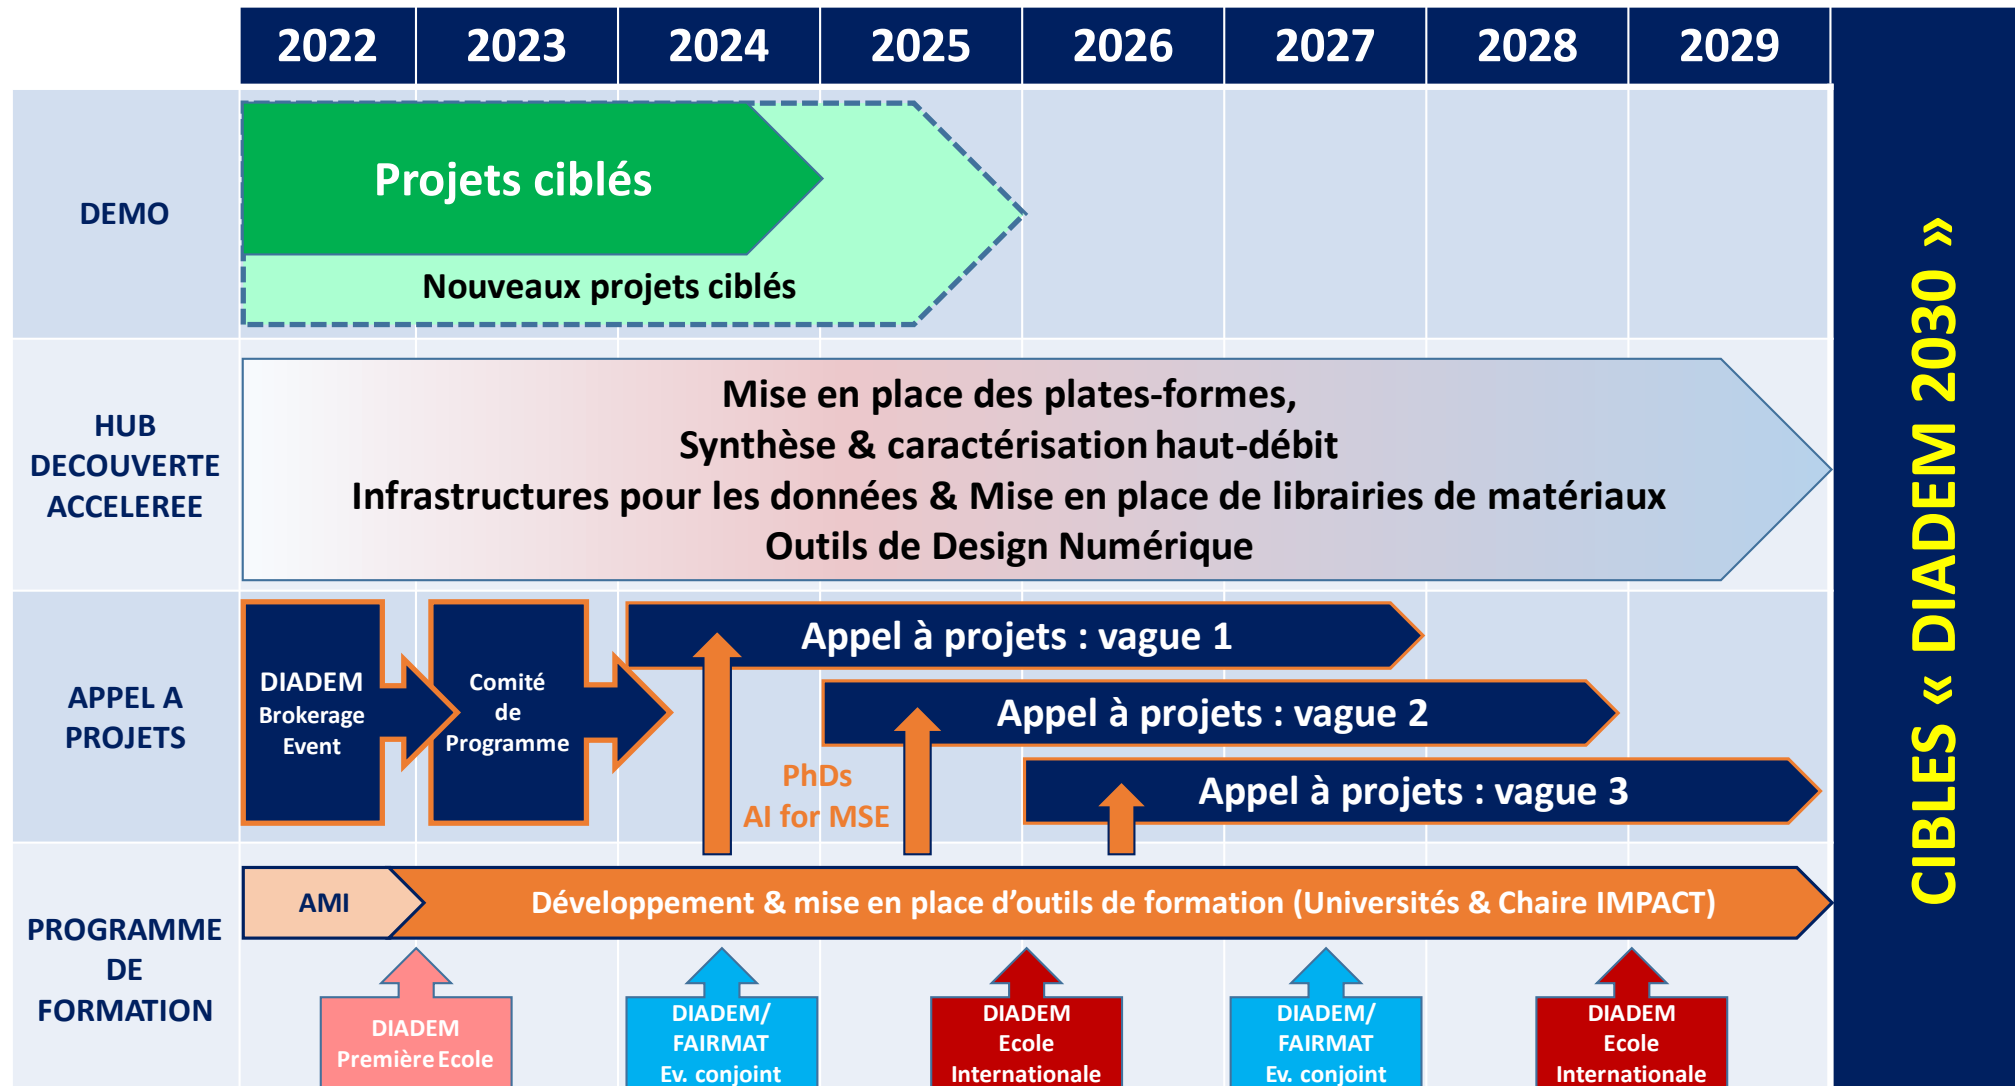 2022 2023 2024 2025 2026 2027 2028 2029
DEMO
Projets ciblés
Nouveaux projets ciblés
HUB
DECOUVERTE
ACCELEREE
Mise en place des plates-formes,
Synthèse & caractérisation haut-débit
Infrastructures pour les données & Mise en place de librairies de matériaux
Outils de Design Numérique
APPEL A
PROJETS
DIADEM
Brokerage
Event
Comité
de
Programme
Appel à projets : vague 1
Appel à projets : vague 2
Appel à projets : vague 3
PhDs
AI for MSE
PROGRAMME
DE
FORMATION
AMI
Développement & mise en place d’outils de formation (Universités & Chaire IMPACT)
DIADEM
Première Ecole
DIADEM/
FAIRMAT
Ev. conjoint
DIADEM
Ecole
Internationale
DIADEM/
FAIRMAT
Ev. conjoint
DIADEM
Ecole
Internationale
CIBLES « DIADEM 2030 »